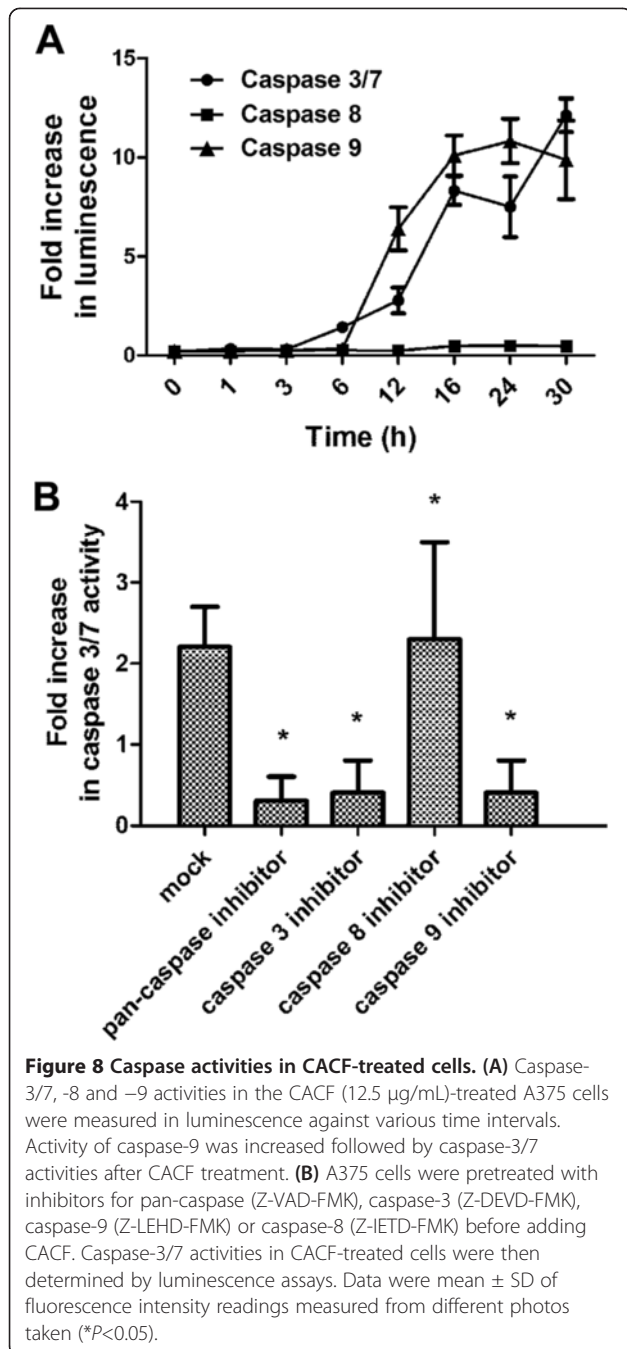 A
Caspase 3/7
Caspase 8
Caspase 9
Fold increase
in luminescence
15
10
5
0
0
1
3
6
12
16
24
30
Time (h)
B
Fold increase
in caspase 3/7 activity
4
3
2
1
0
*
*
*
*
mock
pan-caspase inhibitor
caspase 3 inhibitor
caspase 8 inhibitor
caspase 9 inhibitor
Figure 8 Caspase activities in CACF-treated cells. (A) Caspase-
3/7, -8 and −9 activities in the CACF (12.5 μg/mL)-treated A375 cells
were measured in luminescence against various time intervals.
Activity of caspase-9 was increased followed by caspase-3/7
activities after CACF treatment. (B) A375 cells were pretreated with
inhibitors for pan-caspase (Z-VAD-FMK), caspase-3 (Z-DEVD-FMK),
caspase-9 (Z-LEHD-FMK) or caspase-8 (Z-IETD-FMK) before adding
CACF. Caspase-3/7 activities in CACF-treated cells were then
determined by luminescence assays. Data were mean ± SD of
fluorescence intensity readings measured from different photos
taken (*P<0.05).